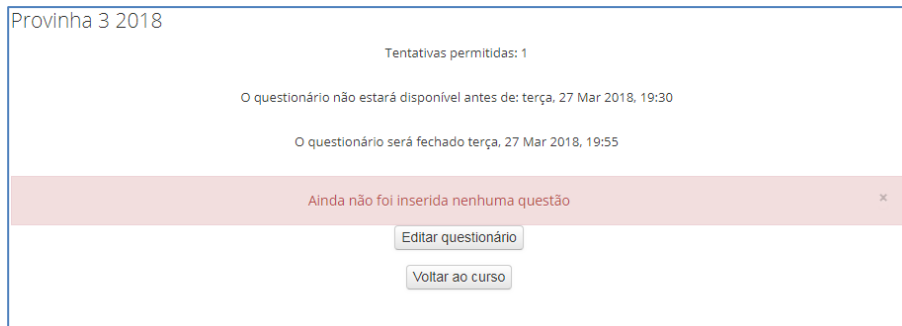 Provinha 3 2018
Tentativas permitidas: 1
O questionário não estará disponível antes de: terça, 27 Mar 2018, 19:30
O questionário será fechado terça, 27 Mar 2018, 19:55
Ainda não foi inserida nenhuma questão ×
Editar questionário
Voltar ao curso